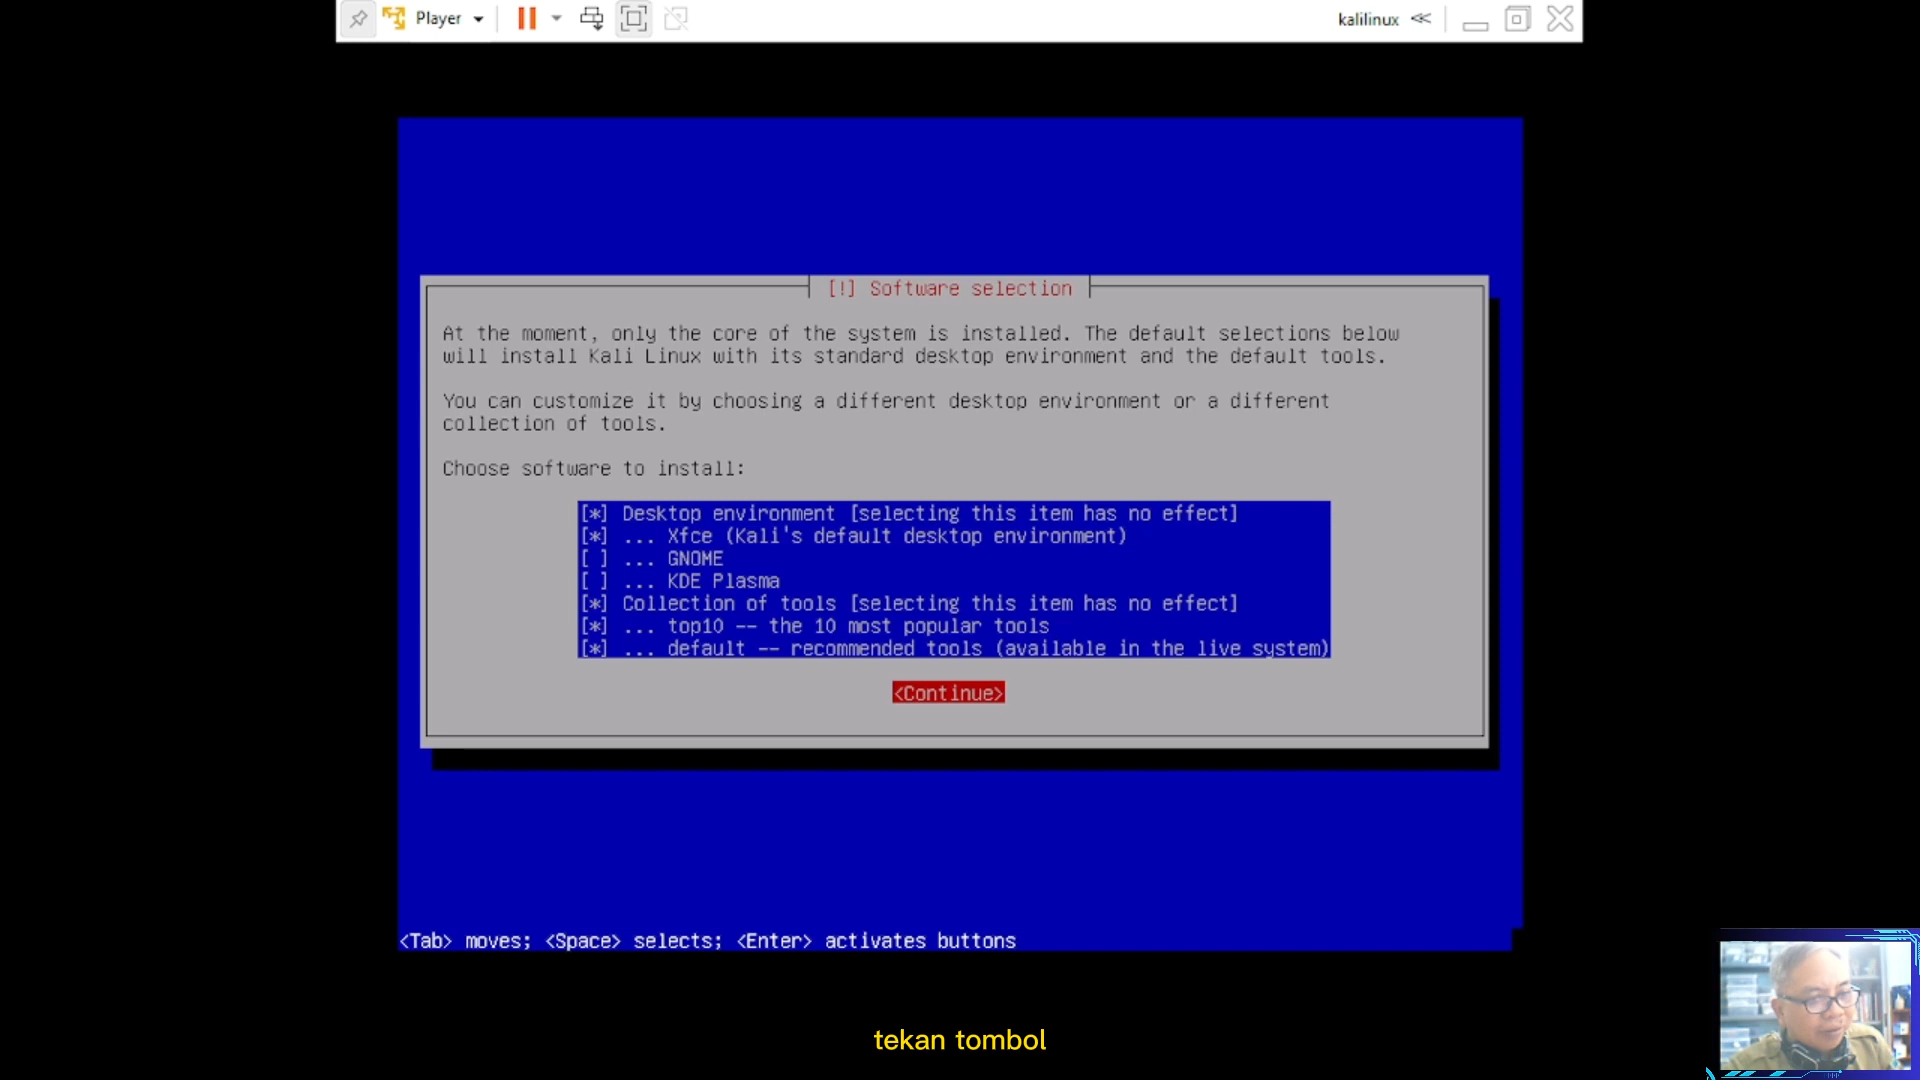 Player
kalilinux
[!] Software selection
At the moment, only the core of the system is installed. The default selections below
will install Kali Linux with its standard desktop environment and the default tools.
You can customize it by choosing a different desktop environment or a different
collection of tools.
Choose software to install:
[*] Desktop environment [selecting this item has no effect]
[*] ... Xfce (Kali's default desktop environment)
[ ] ... GNOME
[ ] ... KDE Plasma
[*] Collection of tools [selecting this item has no effect]
[*] ... top10 -- the 10 most popular tools
[*] ... default -- recommended tools (available in the live system)
<Continue>
<Tab> moves; <Space> selects; <Enter> activates buttons
tekan tombol